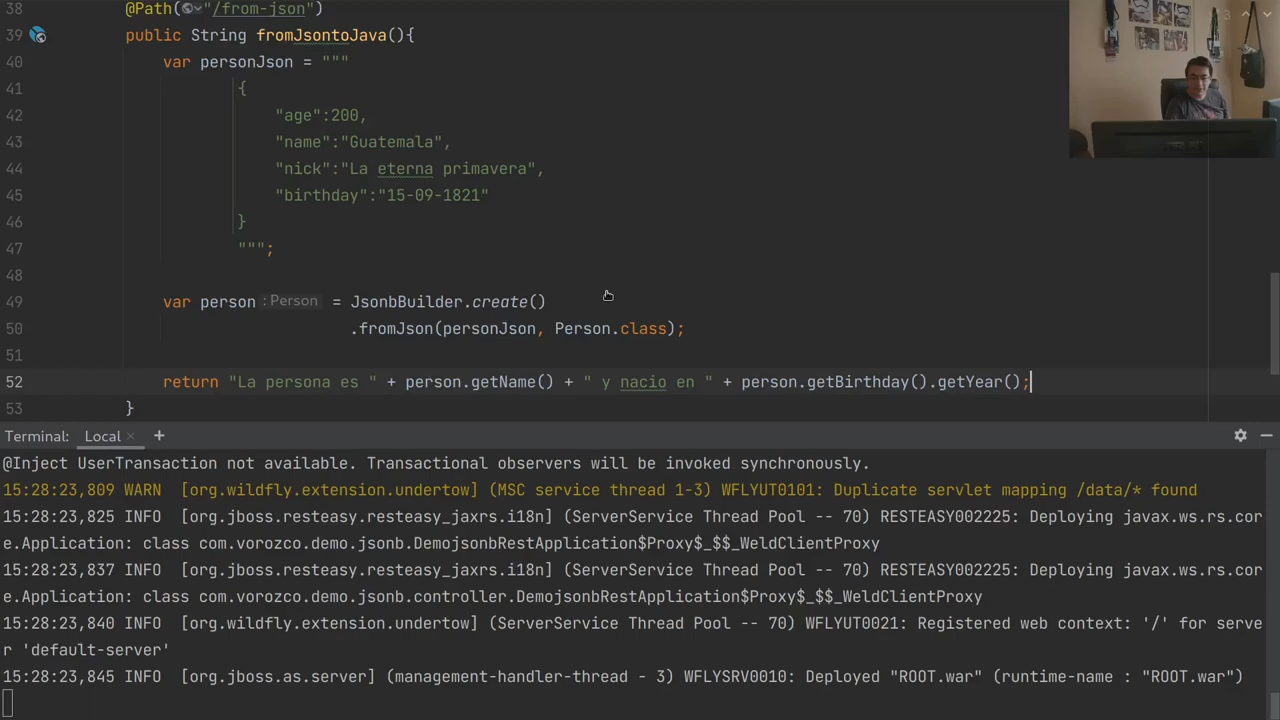 38 @Path("/from-json")
39 public String fromJsontoJava(){
40 var personJson = """
41 {
42 "age":200,
43 "name":"Guatemala",
44 "nick":"La eterna primavera",
45 "birthday":"15-09-1821"
46 }
47 """;
48
49 var person : Person = JsonbBuilder.create()
50 .fromJson(personJson, Person.class);
51
52 return "La persona es " + person.getName() + " y nacio en " + person.getBirthday().getYear();
53 }
Terminal: Local × +
@Inject UserTransaction not available. Transactional observers will be invoked synchronously.
15:28:23,809 WARN [org.wildfly.extension.undertow] (MSC service thread 1-3) WFLYUT0101: Duplicate servlet mapping /data/* found
15:28:23,825 INFO [org.jboss.resteasy.resteasy_jaxrs.i18n] (ServerService Thread Pool -- 70) RESTEASY002225: Deploying javax.ws.rs.cor
e.Application: class com.vorozco.demo.jsonb.DemojsonbRestApplication$Proxy$_$$_WeldClientProxy
15:28:23,837 INFO [org.jboss.resteasy.resteasy_jaxrs.i18n] (ServerService Thread Pool -- 70) RESTEASY002225: Deploying javax.ws.rs.cor
e.Application: class com.vorozco.demo.jsonb.controller.DemojsonbRestApplication$Proxy$_$$_WeldClientProxy
15:28:23,840 INFO [org.wildfly.extension.undertow] (ServerService Thread Pool -- 70) WFLYUT0021: Registered web context: '/' for serve
r 'default-server'
15:28:23,845 INFO [org.jboss.as.server] (management-handler-thread - 3) WFLYSRV0010: Deployed "ROOT.war" (runtime-name : "ROOT.war")